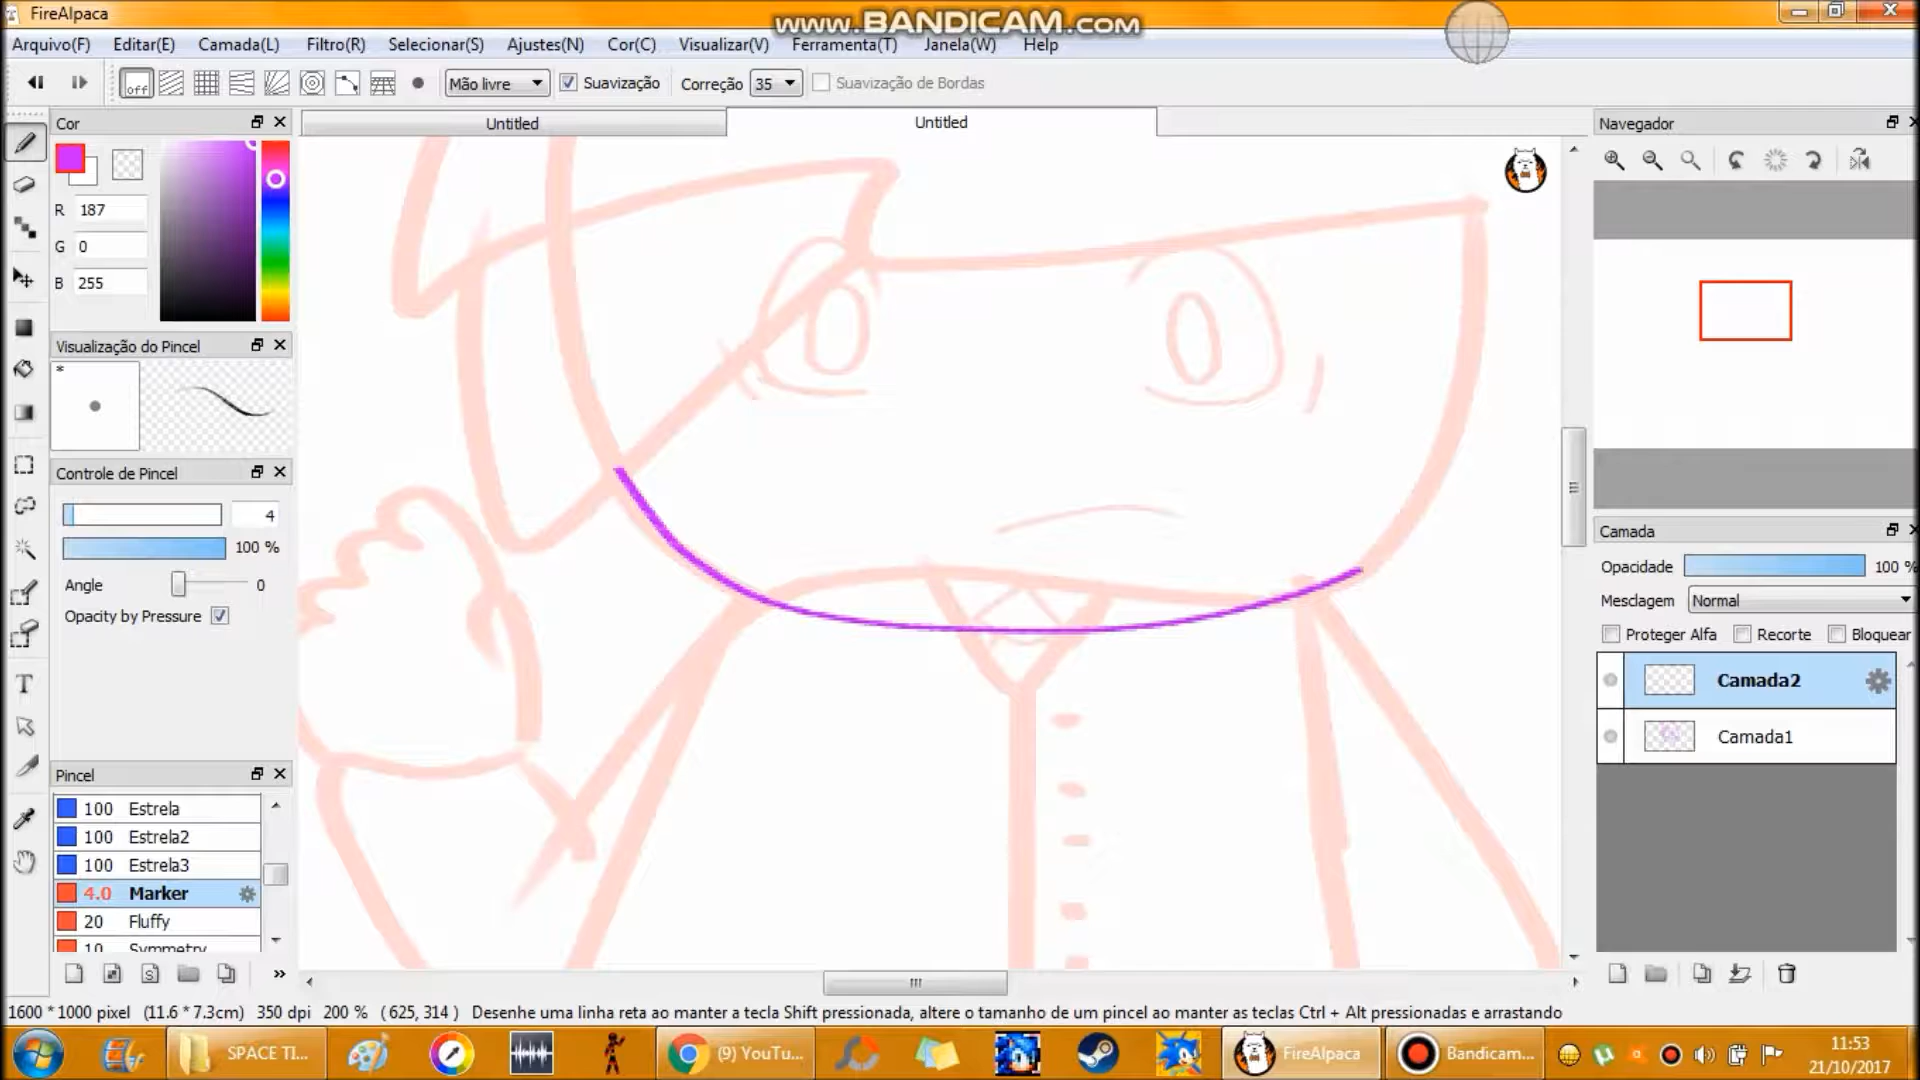 FireAlpaca
www.BANDICAM.com
Arquivo(F) Editar(E) Camada(L) Filtro(R) Selecionar(S) Ajustes(N) Cor(C) Visualizar(V) Ferramenta(T) Janela(W) Help
off Mão livre Suavização Correção 35 Suavização de Bordas
Cor
Untitled Untitled
Navegador
R 187
G 0
B 255
Visualização do Pincel
*
Controle de Pincel
4
100 %
Angle 0
Opacity by Pressure
Camada
Opacidade 100 %
Mesclagem Normal
Proteger Alfa Recorte Bloquear
Camada2
Camada1
Pincel
100 Estrela
100 Estrela2
100 Estrela3
4.0 Marker
20 Fluffy
10 Symmetry
1600 * 1000 pixel (11.6 * 7.3cm) 350 dpi 200 % ( 625, 314 ) Desenhe uma linha reta ao manter a tecla Shift pressionada, altere o tamanho de um pincel ao manter as teclas Ctrl + Alt pressionadas e arrastando
SPACE TI... (9) YouTu... FireAlpaca Bandicam...
11:53
21/10/2017